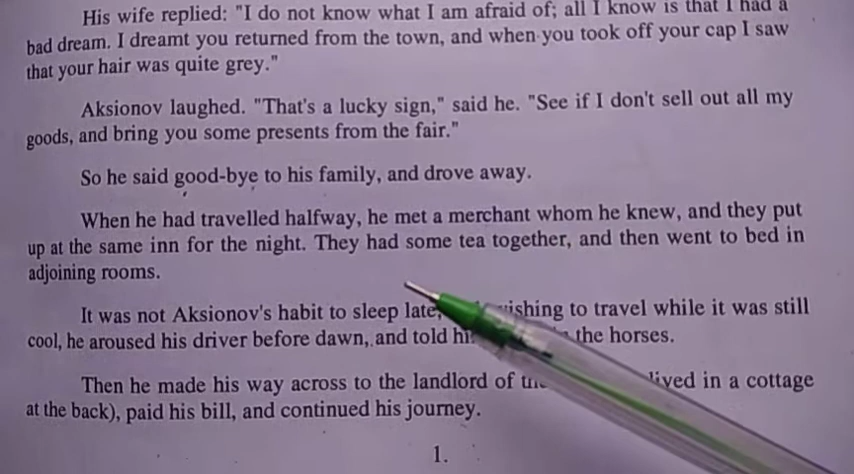 His wife replied: "I do not know what I am afraid of; all I know is that I had a
bad dream. I dreamt you returned from the town, and when you took off your cap I saw
that your hair was quite grey."
Aksionov laughed. "That's a lucky sign," said he. "See if I don't sell out all my
goods, and bring you some presents from the fair."
So he said good-bye to his family, and drove away.
When he had travelled halfway, he met a merchant whom he knew, and they put
up at the same inn for the night. They had some tea together, and then went to bed in
adjoining rooms.
It was not Aksionov's habit to sleep late, wishing to travel while it was still
cool, he aroused his driver before dawn, and told the horses.
Then he made his way across to the landlord of lived in a cottage
at the back), paid his bill, and continued his journey.
1.